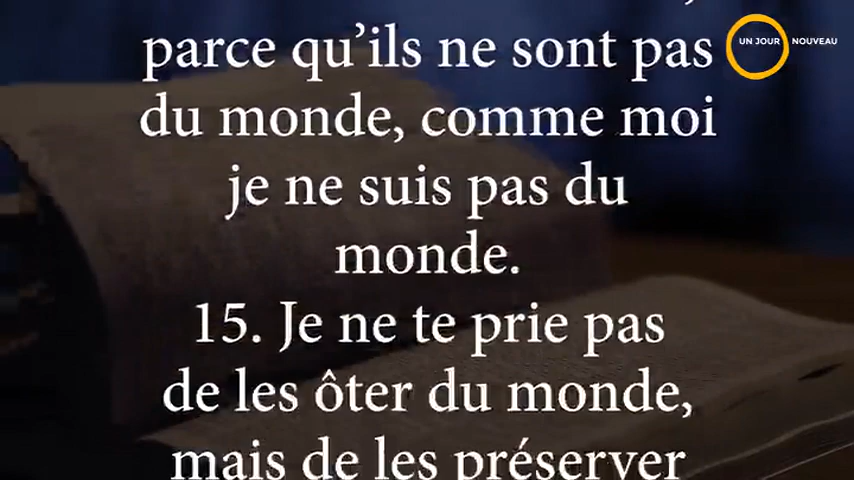 UN JOUR NOUVEAU
parce qu’ils ne sont pas
du monde, comme moi
je ne suis pas du
monde.
15. Je ne te prie pas
de les ôter du monde,
mais de les préserver